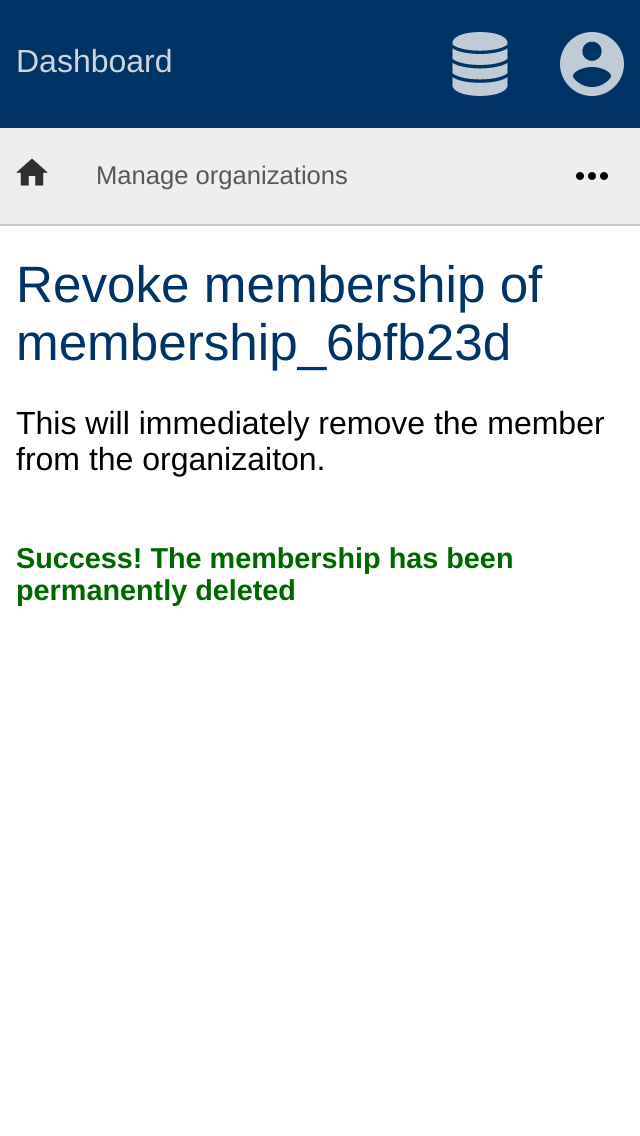 Dashboard
Manage organizations
Revoke membership of
membership_6bfb23d
This will immediately remove the member
from the organizaiton.
Success! The membership has been
permanently deleted